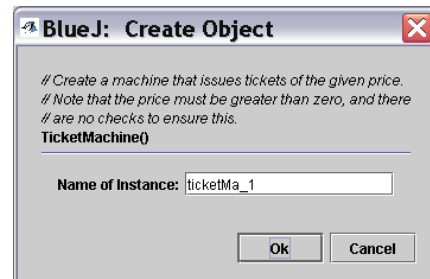 BlueJ: Create Object
// Create a machine that issues tickets of the given price.
// Note that the price must be greater than zero, and there
// are no checks to ensure this.
TicketMachine()
Name of Instance: ticketMa_1
Ok Cancel